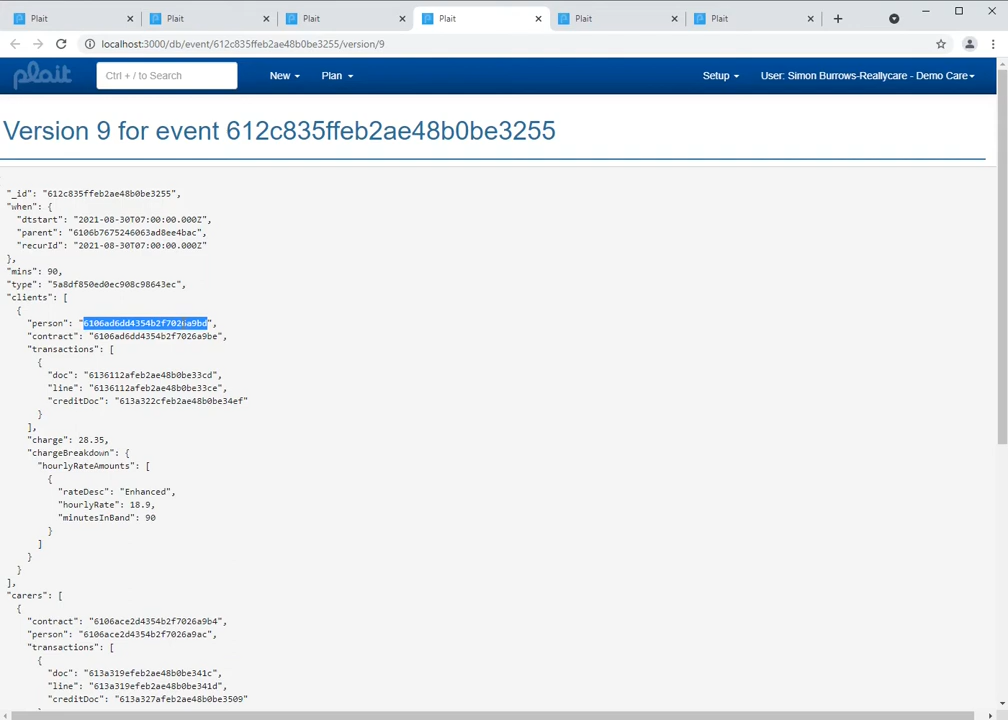 Plait
Plait
Plait
Plait
Plait
Plait
localhost:3000/db/event/612c835ffeb2ae48b0be3255/version/9
plait
Ctrl + / to Search
New
Plan
Setup
User: Simon Burrows-Reallycare - Demo Care
Version 9 for event 612c835ffeb2ae48b0be3255
"_id": "612c835ffeb2ae48b0be3255",
"when": {
"dtstart": "2021-08-30T07:00:00.000Z",
"parent": "6106b7675246063ad8ee4bac",
"recurId": "2021-08-30T07:00:00.000Z"
},
"mins": 90,
"type": "5a8df850ed0ec908c98643ec",
"clients": [
{
"person": "6106ad6dd4354b2f7026a9bd",
"contract": "6106ad6dd4354b2f7026a9be",
"transactions": [
{
"doc": "6136112afeb2ae48b0be33cd",
"line": "6136112afeb2ae48b0be33ce",
"creditDoc": "613a322cfeb2ae48b0be34ef"
}
],
"charge": 28.35,
"chargeBreakdown": {
"hourlyRateAmounts": [
{
"rateDesc": "Enhanced",
"hourlyRate": 18.9,
"minutesInBand": 90
}
]
}
}
],
"carers": [
{
"contract": "6106ace2d4354b2f7026a9b4",
"person": "6106ace2d4354b2f7026a9ac",
"transactions": [
{
"doc": "613a319efeb2ae48b0be341c",
"line": "613a319efeb2ae48b0be341d",
"creditDoc": "613a327afeb2ae48b0be3509"